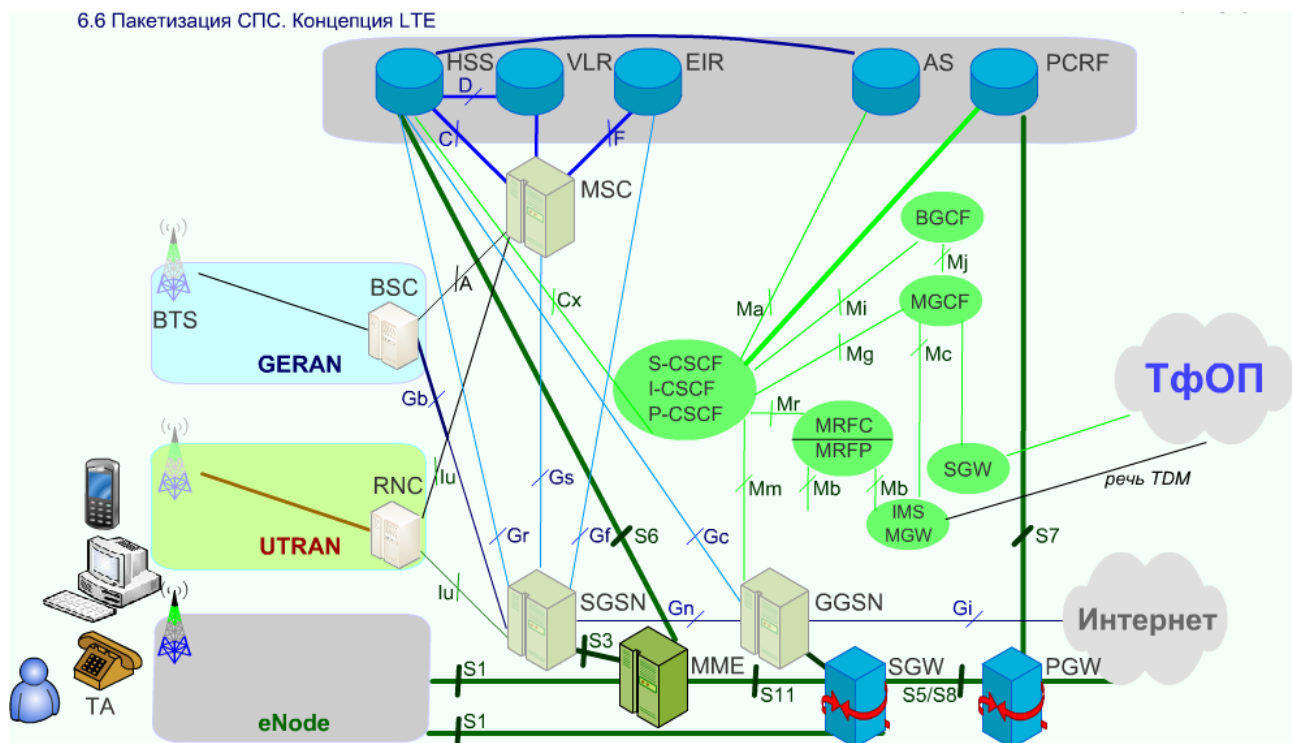 6.6 Пакетизация СПС. Концепция LTE
HSS
VLR
EIR
AS
PCRF
D
C
F
MSC
BGCF
Mj
BSC
A
Cx
Ma
Mi
MGCF
BTS
Mg
Mc
GERAN
S-CSCF
I-CSCF
P-CSCF
ТфОП
Gb
Mr
MRFC
MRFP
SGW
RNC
Iu
Gs
Mm
Mb
Mb
речь TDM
IMS
MGW
UTRAN
Gr
Gf
S6
Gc
S7
Iu
SGSN
Gn
GGSN
Gi
Интернет
S3
MME
SGW
PGW
S1
S11
S5/S8
TA
eNode
S1